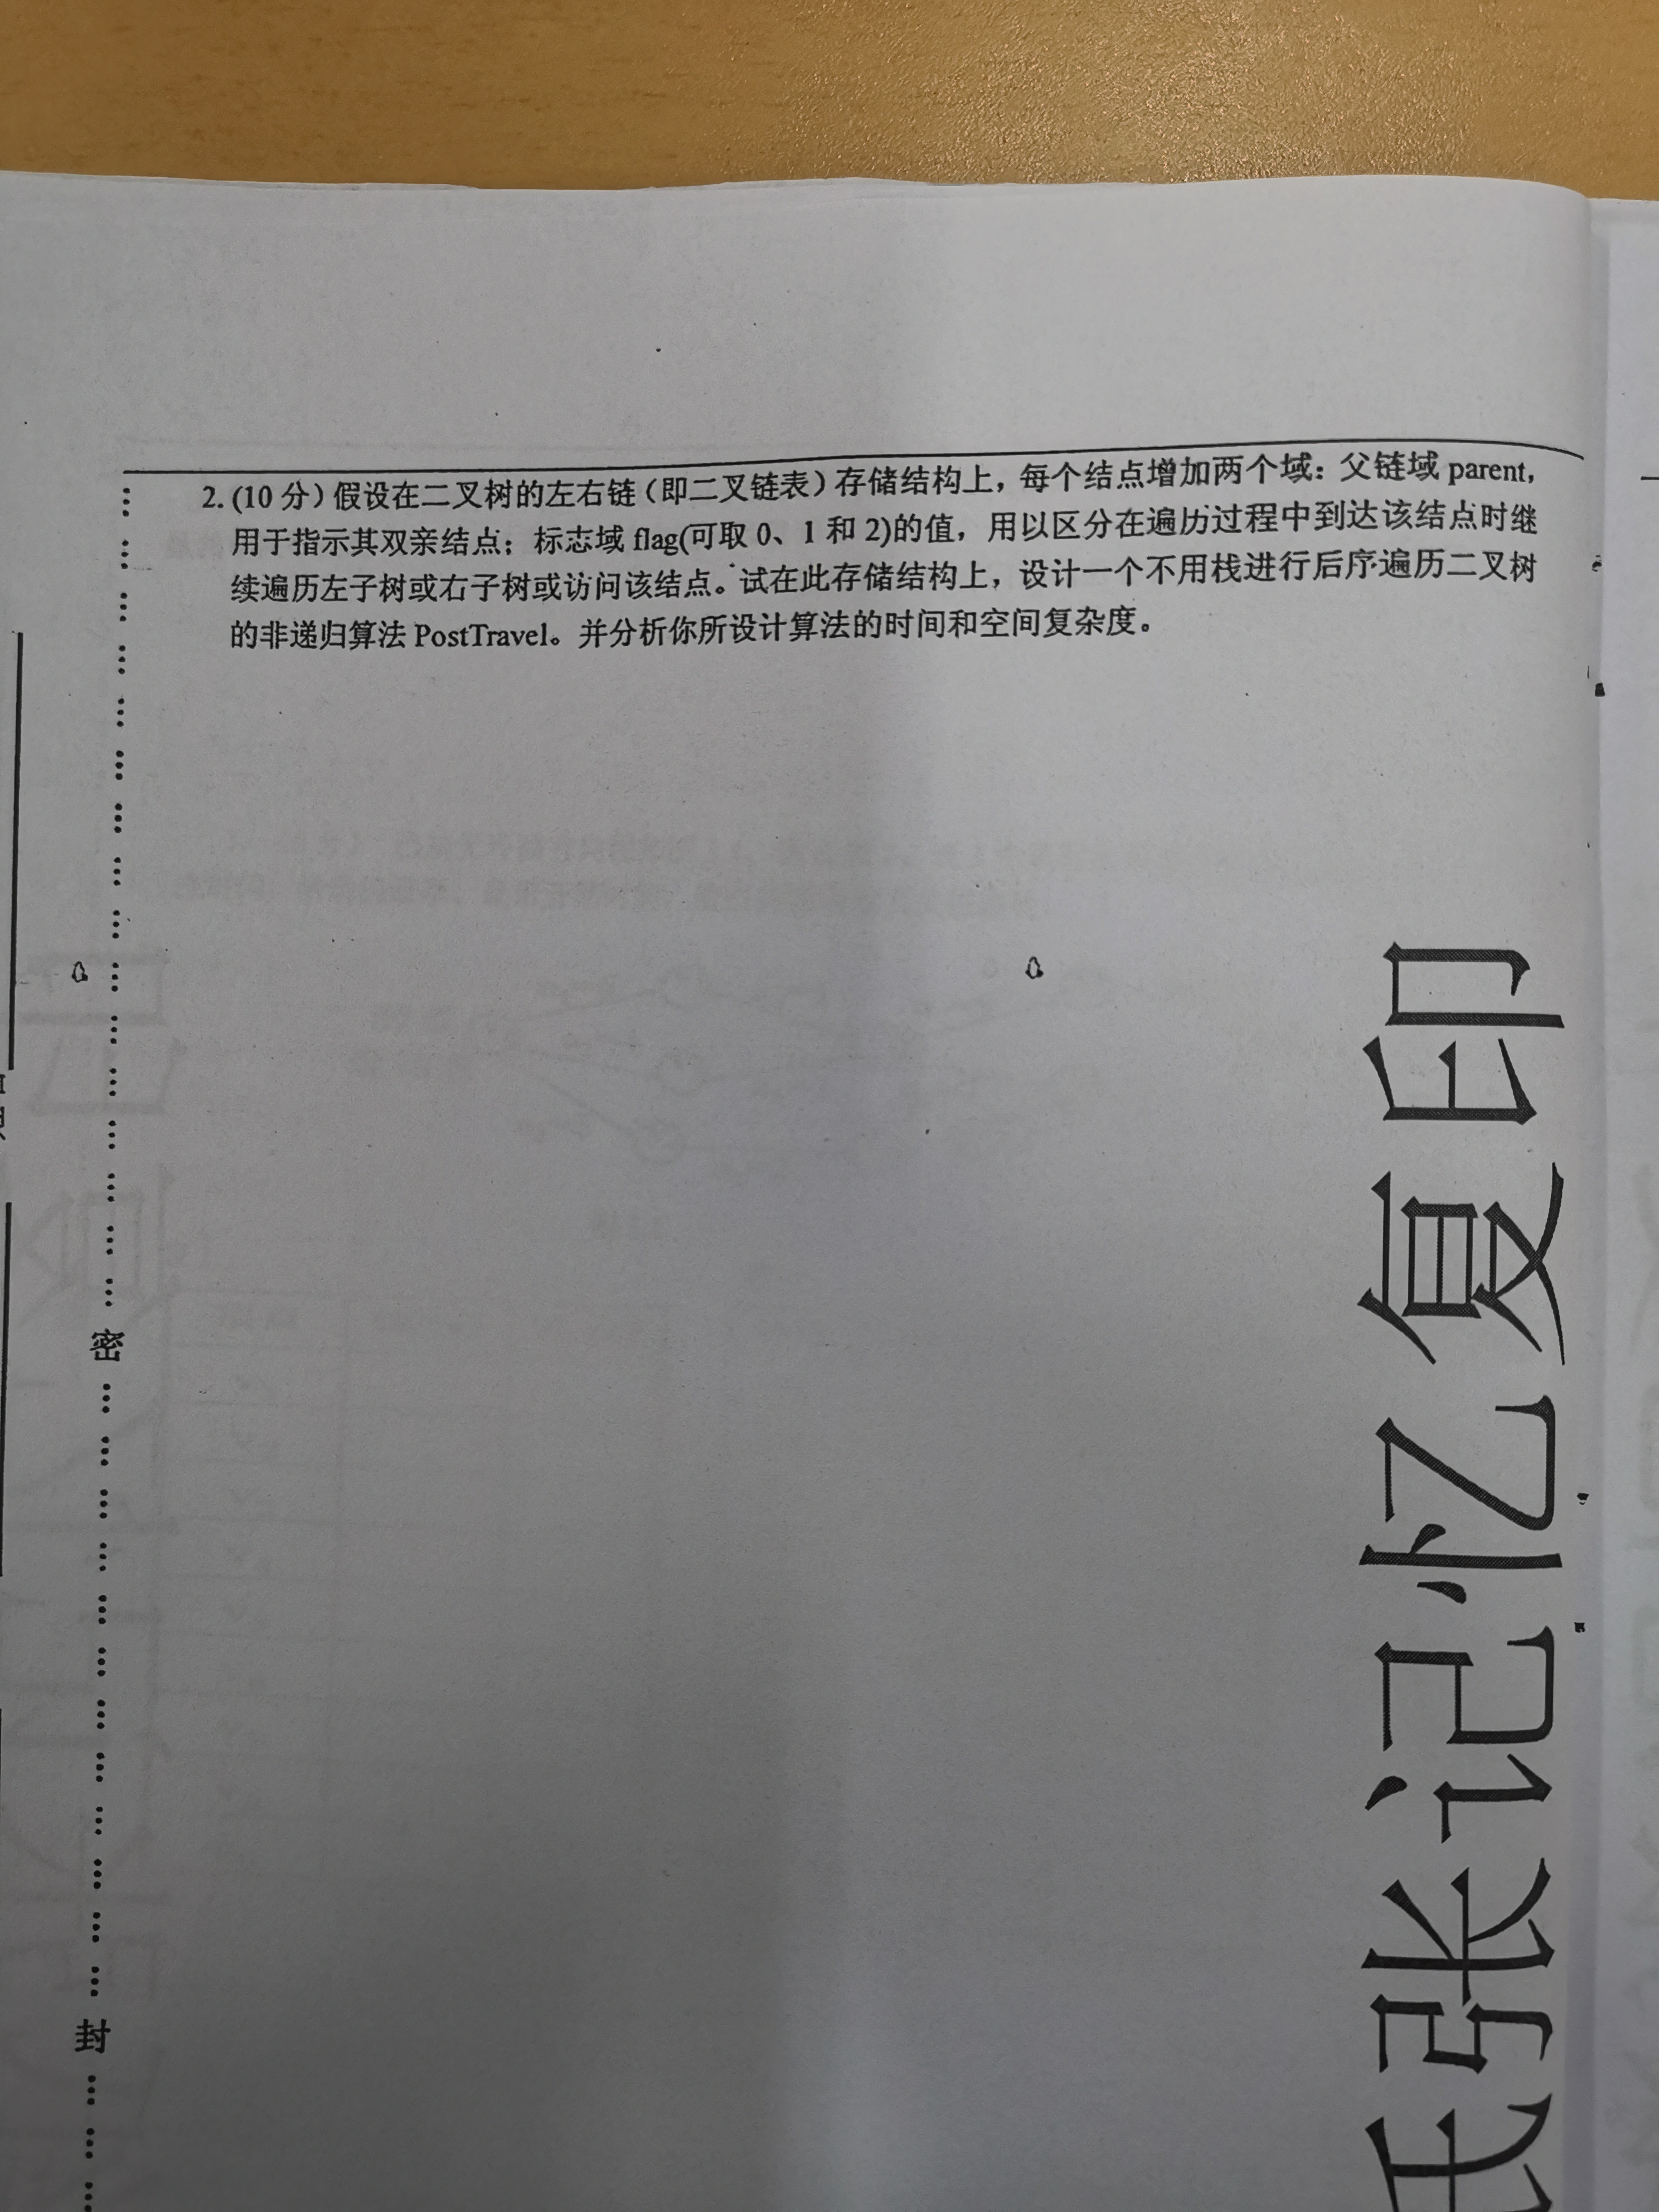 2. (10 分) 假设在二叉树的左右链（即二叉链表）存储结构上，每个结点增加两个域：父链域 parent，
用于指示其双亲结点；标志域 flag(可取 0、1 和 2)的值，用以区分在遍历过程中到达该结点时继
续遍历左子树或右子树或访问该结点。试在此存储结构上，设计一个不用栈进行后序遍历二叉树
的非递归算法 PostTravel。并分析你所设计算法的时间和空间复杂度。
密
封
张记忆复印